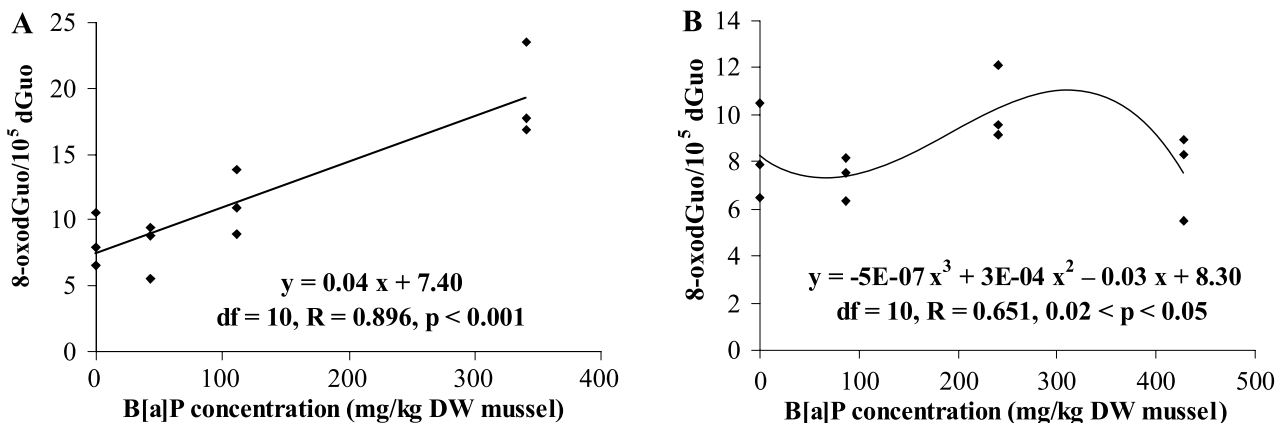 A
25
20
15
10
5
0
8-oxodGuo/10⁵ dGuo
y = 0.04 x + 7.40
df = 10, R = 0.896, p < 0.001
0 100 200 300 400
B[a]P concentration (mg/kg DW mussel)
B
14
12
10
8
6
4
2
0
8-oxodGuo/10⁵ dGuo
y = -5E-07 x³ + 3E-04 x² – 0.03 x + 8.30
df = 10, R = 0.651, 0.02 < p < 0.05
0 100 200 300 400 500
B[a]P concentration (mg/kg DW mussel)